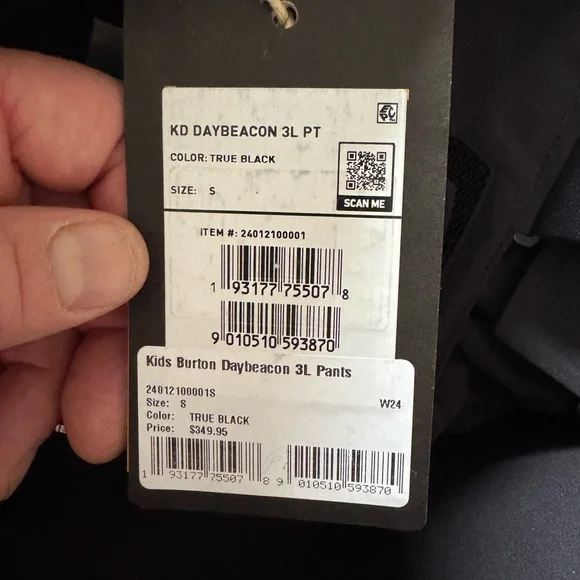 KD DAYBEACON 3L PT
COLOR: TRUE BLACK
SIZE: S
SCAN ME
ITEM #: 24012100001
1 93177 75507 8
9 010510 593870
Kids Burton Daybeacon 3L Pants
24012100001S
Size: S W24
Color: TRUE BLACK
Price: $349.95
1 93177 75507 8 9 010510 593870